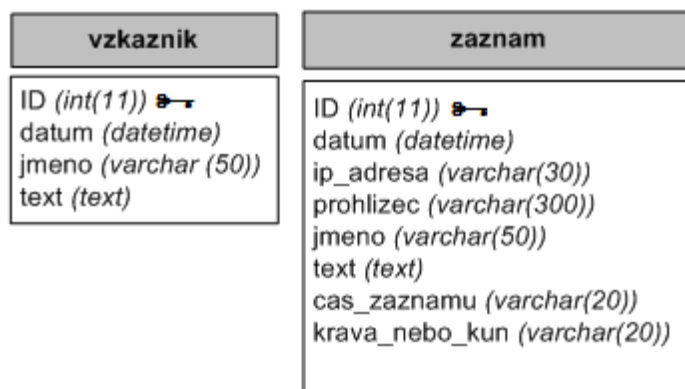 vzkaznik
ID (int(11))
datum (datetime)
jmeno (varchar (50))
text (text)
zaznam
ID (int(11))
datum (datetime)
ip_adresa (varchar(30))
prohlizec (varchar(300))
jmeno (varchar(50))
text (text)
cas_zaznamu (varchar(20))
krava_nebo_kun (varchar(20))